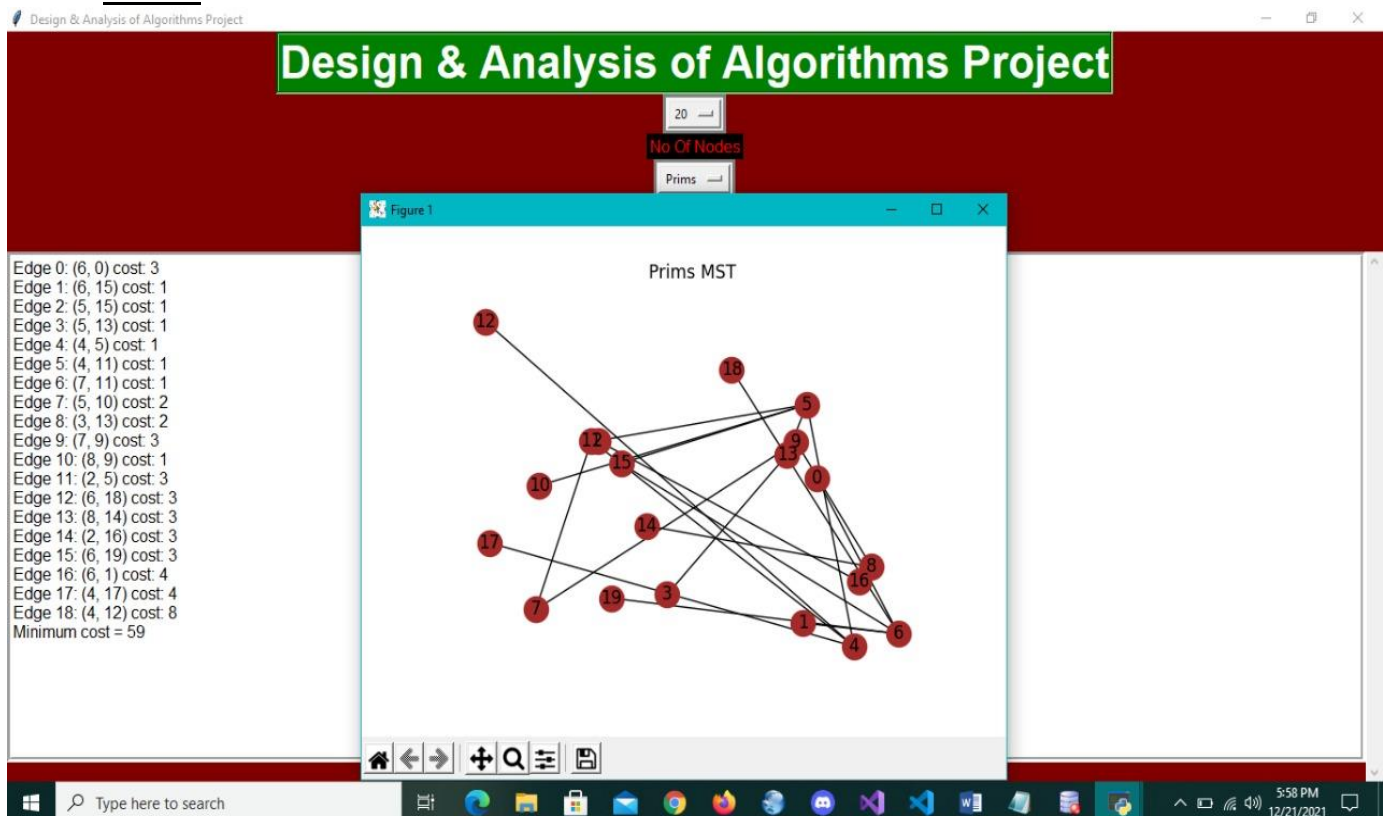 Design & Analysis of Algorithms Project
Design & Analysis of Algorithms Project
20
No Of Nodes
Prims
Figure 1
Edge 0: (6, 0) cost: 3
Edge 1: (6, 15) cost: 1
Edge 2: (5, 15) cost: 1
Edge 3: (5, 13) cost: 1
Edge 4: (4, 5) cost: 1
Edge 5: (4, 11) cost: 1
Edge 6: (7, 11) cost: 1
Edge 7: (5, 10) cost: 2
Edge 8: (3, 13) cost: 2
Edge 9: (7, 9) cost: 3
Edge 10: (8, 9) cost: 1
Edge 11: (2, 5) cost: 3
Edge 12: (6, 18) cost: 3
Edge 13: (8, 14) cost: 3
Edge 14: (2, 16) cost: 3
Edge 15: (6, 19) cost: 3
Edge 16: (6, 1) cost: 4
Edge 17: (4, 17) cost: 4
Edge 18: (4, 12) cost: 8
Minimum cost = 59
Prims MST
12
18
5
9
13
15
0
10
14
17
8
16
3
19
7
1
6
4
Type here to search
5:58 PM
12/21/2021